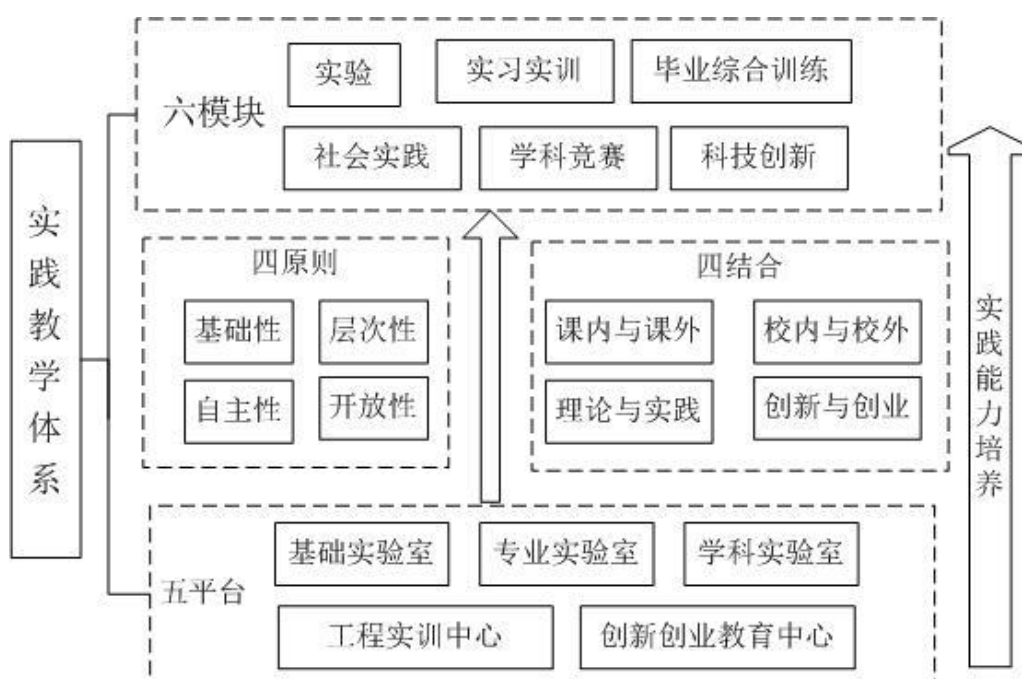 实践教学体系
六模块
实验
实习实训
毕业综合训练
社会实践
学科竞赛
科技创新
四原则
基础性
层次性
自主性
开放性
四结合
课内与课外
校内与校外
理论与实践
创新与创业
五平台
基础实验室
专业实验室
学科实验室
工程实训中心
创新创业教育中心
实践能力培养